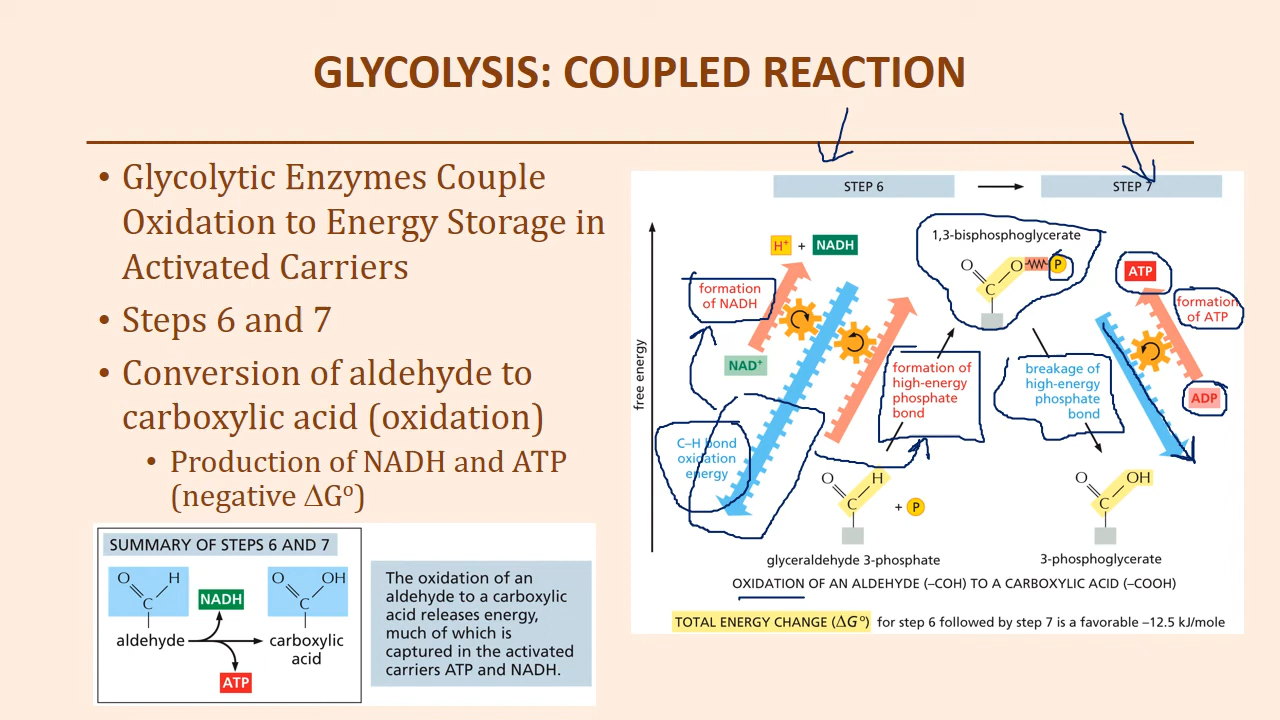 GLYCOLYSIS: COUPLED REACTION
• Glycolytic Enzymes Couple
Oxidation to Energy Storage in
Activated Carriers
• Steps 6 and 7
• Conversion of aldehyde to
carboxylic acid (oxidation)
• Production of NADH and ATP
(negative ΔGº)
SUMMARY OF STEPS 6 AND 7
O
H
C
NADH
O
OH
C
aldehyde
carboxylic
acid
ATP
The oxidation of an
aldehyde to a carboxylic
acid releases energy,
much of which is
captured in the activated
carriers ATP and NADH.
STEP 6
STEP 7
free energy
H⁺ + NADH
formation
of NADH
NAD⁺
C–H bond
oxidation
energy
formation of
high-energy
phosphate
bond
1,3-bisphosphoglycerate
O
O
P
C
breakage of
high-energy
phosphate
bond
ATP
formation
of ATP
ADP
O
H
C
+ P
glyceraldehyde 3-phosphate
O
OH
C
3-phosphoglycerate
OXIDATION OF AN ALDEHYDE (–COH) TO A CARBOXYLIC ACID (–COOH)
TOTAL ENERGY CHANGE (ΔG°) for step 6 followed by step 7 is a favorable –12.5 kJ/mole